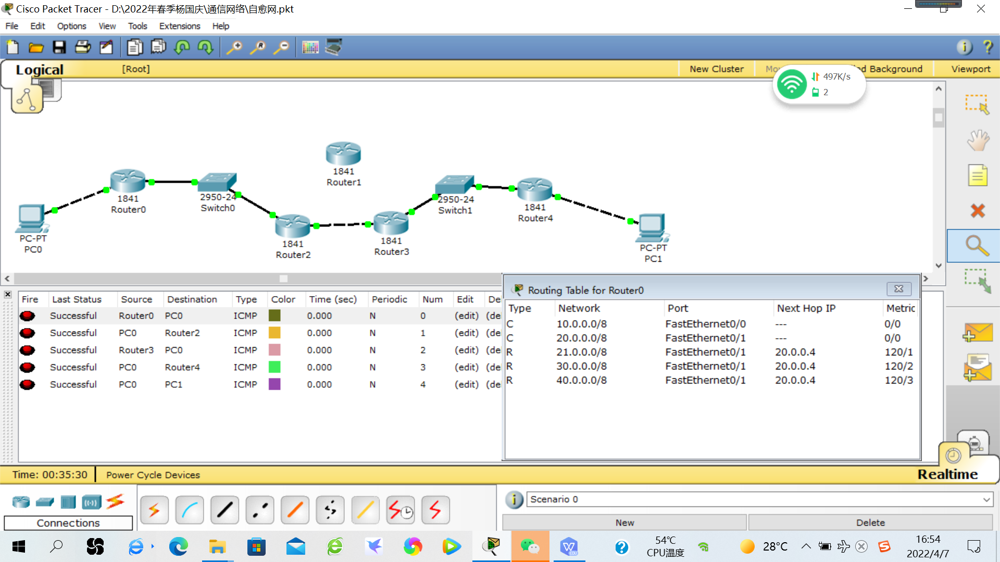 Cisco Packet Tracer - D:\2022年春季杨国庆\通信网络\自愈网.pkt
File Edit Options View Tools Extensions Help
Logical [Root] New Cluster Background Viewport
497K/s
2
1841
Router1
1841
Router0
2950-24
Switch0
2950-24
Switch1
1841
Router4
PC-PT
PC0
1841
Router2
1841
Router3
PC-PT
PC1
Fire Last Status Source Destination Type Color Time (sec) Periodic Num Edit
Successful Router0 PC0 ICMP 0.000 N 0 (edit)
Successful PC0 Router2 ICMP 0.000 N 1 (edit)
Successful Router3 PC0 ICMP 0.000 N 2 (edit)
Successful PC0 Router4 ICMP 0.000 N 3 (edit)
Successful PC0 PC1 ICMP 0.000 N 4 (edit)
Routing Table for Router0
Type Network Port Next Hop IP Metric
C 10.0.0.0/8 FastEthernet0/0 --- 0/0
C 20.0.0.0/8 FastEthernet0/1 --- 0/0
R 21.0.0.0/8 FastEthernet0/1 20.0.0.4 120/1
R 30.0.0.0/8 FastEthernet0/1 20.0.0.4 120/2
R 40.0.0.0/8 FastEthernet0/1 20.0.0.4 120/3
Time: 00:35:30 Power Cycle Devices Realtime
Connections
Scenario 0
New Delete
54℃
CPU温度
28°C
16:54
2022/4/7